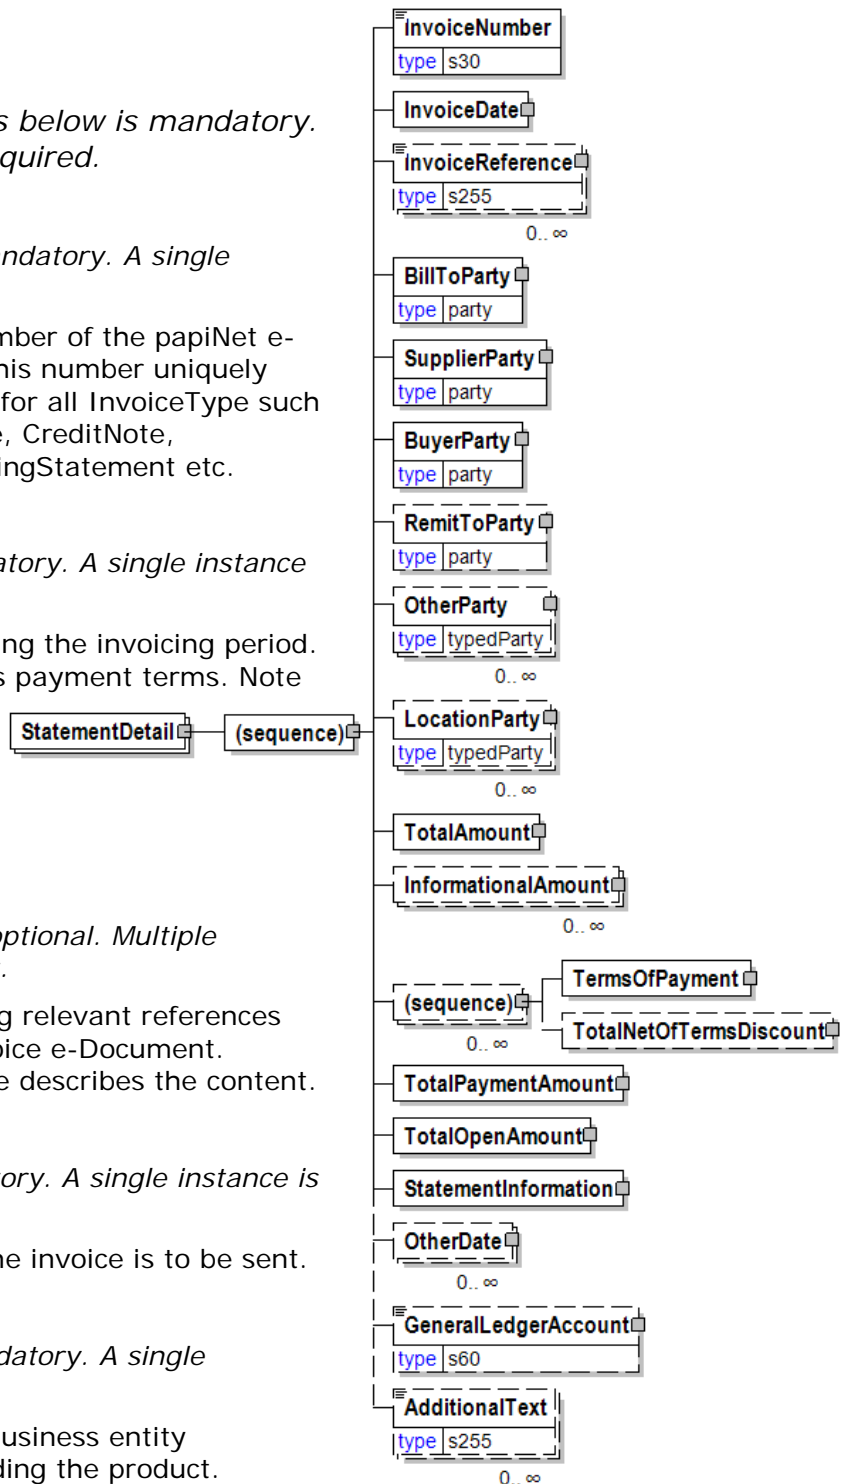 InvoiceNumber
type s30
InvoiceDate
s below is mandatory.
quired.
InvoiceReference
type s255
0.. ∞
ndatory. A single
BillToParty
type party
mber of the papiNet e-
his number uniquely
for all InvoiceType such
e, CreditNote,
ingStatement etc.
SupplierParty
type party
BuyerParty
type party
RemitToParty
type party
atory. A single instance
OtherParty
type typedParty
0.. ∞
ng the invoicing period.
s payment terms. Note
StatementDetail
(sequence)
LocationParty
type typedParty
0.. ∞
TotalAmount
InformationalAmount
0.. ∞
optional. Multiple
.
g relevant references
oice e-Document.
e describes the content.
(sequence)
0.. ∞
TermsOfPayment
TotalNetOfTermsDiscount
TotalPaymentAmount
TotalOpenAmount
StatementInformation
tory. A single instance is
OtherDate
0.. ∞
he invoice is to be sent.
GeneralLedgerAccount
type s60
datory. A single
AdditionalText
type s255
0.. ∞
usiness entity
ding the product.